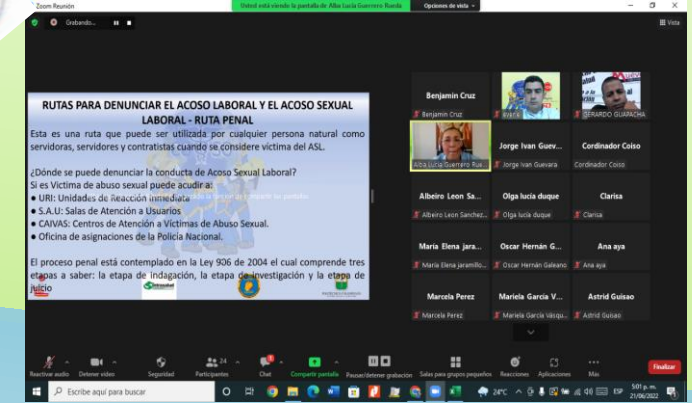 Zoom Reunión
Usted está viendo la pantalla de Alba Lucía Guerrero Rueda
Opciones de vista
Grabando...
Vista
RUTAS PARA DENUNCIAR EL ACOSO LABORAL Y EL ACOSO SEXUAL
LABORAL - RUTA PENAL
Esta es una ruta que puede ser utilizada por cualquier persona natural como
servidoras, servidores y contratistas cuando se considere víctima del ASL.
¿Dónde se puede denunciar la conducta de Acoso Sexual Laboral?
Si es Victima de abuso sexual puede acudir a:
● URI: Unidades de Reacción Inmediata
● S.A.U: Salas de Atención a Usuarios
● CAIVAS: Centros de Atención a Víctimas de Abuso Sexual.
● Oficina de asignaciones de la Policía Nacional.
El proceso penal está contemplado en la Ley 906 de 2004 el cual comprende tres
etapas a saber: la etapa de indagación, la etapa de investigación y la etapa de
juicio
Benjamin Cruz
Benjamin Cruz
GERARDO GUAPACHA
Alba Lucía Guerrero Rue...
Jorge Ivan Guev...
Jorge Ivan Guevara
Cordinador Coiso
Cordinador Coiso
Albeiro Leon Sa...
Albeiro Leon Sanchez...
Olga lucía duque
Olga lucía duque
Clarisa
Clarisa
María Elena jara...
María Elena jaramillo...
Oscar Hernán G...
Oscar Hernán Galeano
Ana aya
Ana aya
Marcela Perez
Marcela Perez
Mariela García V...
Mariela García Vásqu...
Astrid Guisao
Astrid Guisao
Reactivar audio
Detener video
Seguridad
24
Participantes
Chat
Compartir pantalla
Pausar/detener grabación
Salas para grupos pequeños
Reacciones
Aplicaciones
Más
Finalizar
Escribe aquí para buscar
24°C
ESP
5:01 p. m.
21/06/2022